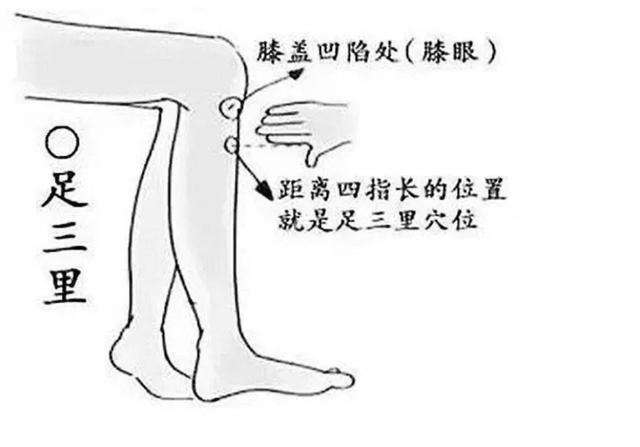 膝盖凹陷处(膝眼)
○足三里
距离四指长的位置
就是足三里穴位